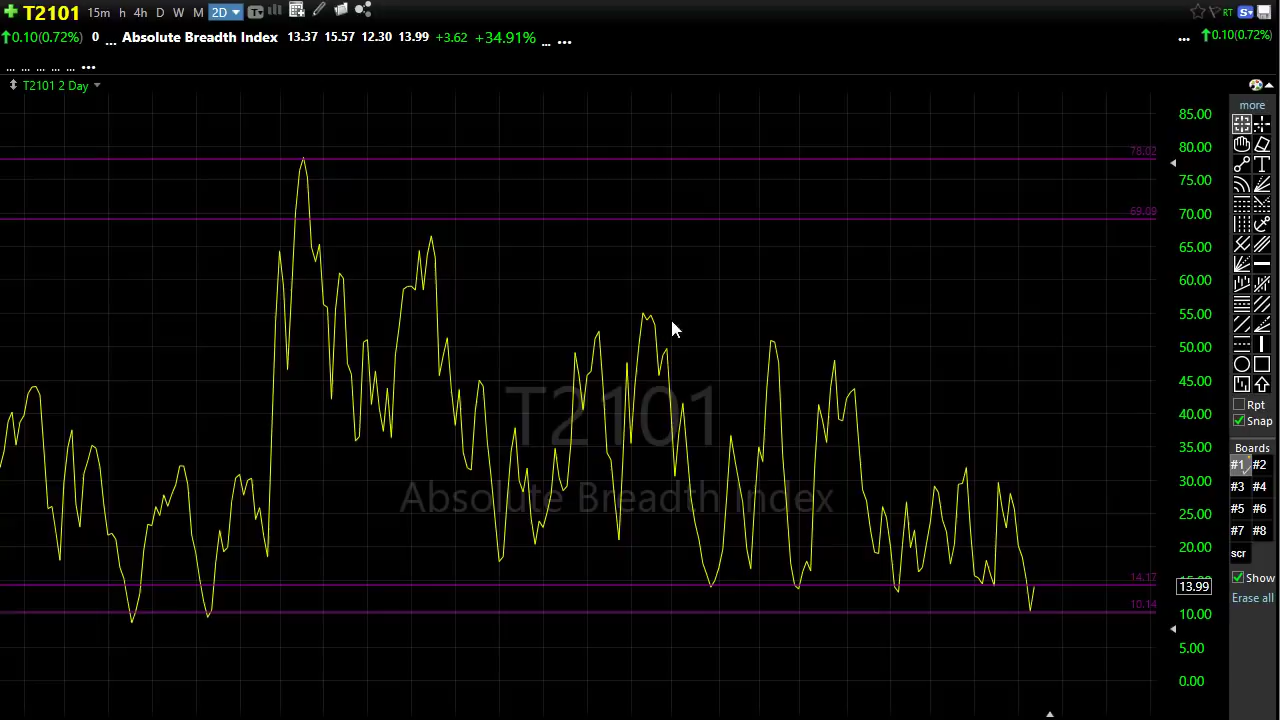 T2101 15m h 4h D W M 2D T RT S
0.10(0.72%) 0 ... Absolute Breadth Index 13.37 15.57 12.30 13.99 +3.62 +34.91% ... ... ... 0.10(0.72%)
... ... ... ... ... ...
T2101 2 Day
more
85.00
78.02 80.00
75.00
69.09 70.00
65.00
60.00
55.00
50.00
45.00
T2101
40.00 Rpt
Snap
35.00
Boards
#1 #2
30.00
Absolute Breadth Index
#3 #4
25.00 #5 #6
#7 #8
20.00
scr
14.17 15.00 Show
13.99
Erase all
10.14 10.00
5.00
0.00